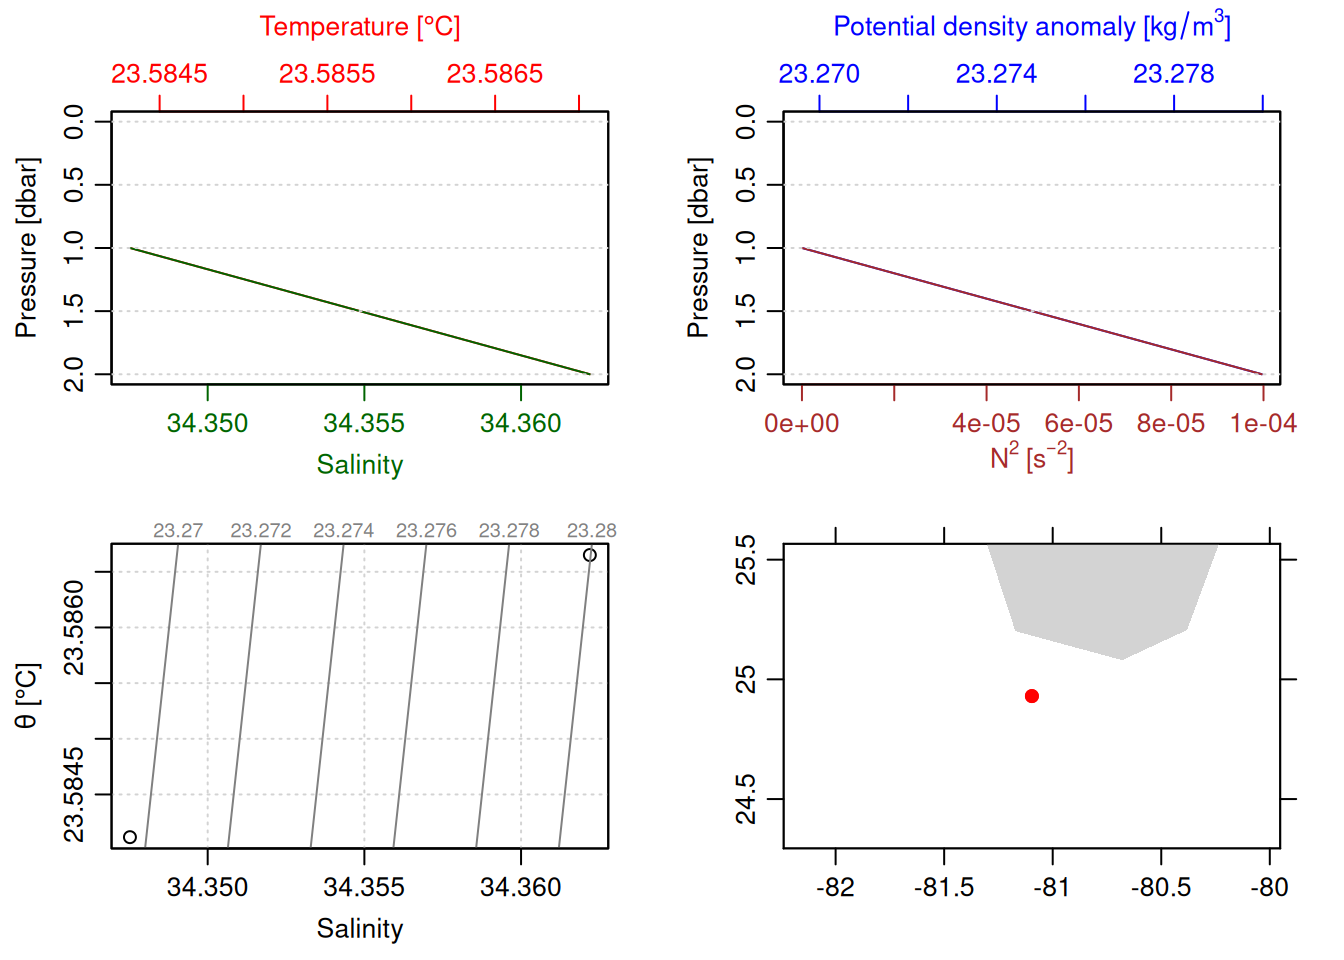 Temperature [°C]
23.5845 23.5855 23.5865
Pressure [dbar]
0.0 0.5 1.0 1.5 2.0
34.350 34.355 34.360
Salinity
Potential density anomaly [kg/m³]
23.270 23.274 23.278
Pressure [dbar]
0.0 0.5 1.0 1.5 2.0
0e+00 4e-05 6e-05 8e-05 1e-04
N² [s⁻²]
23.27 23.272 23.274 23.276 23.278 23.28
θ [°C]
23.5860 23.5845
34.350 34.355 34.360
Salinity
25.5 25 24.5
-82 -81.5 -81 -80.5 -80